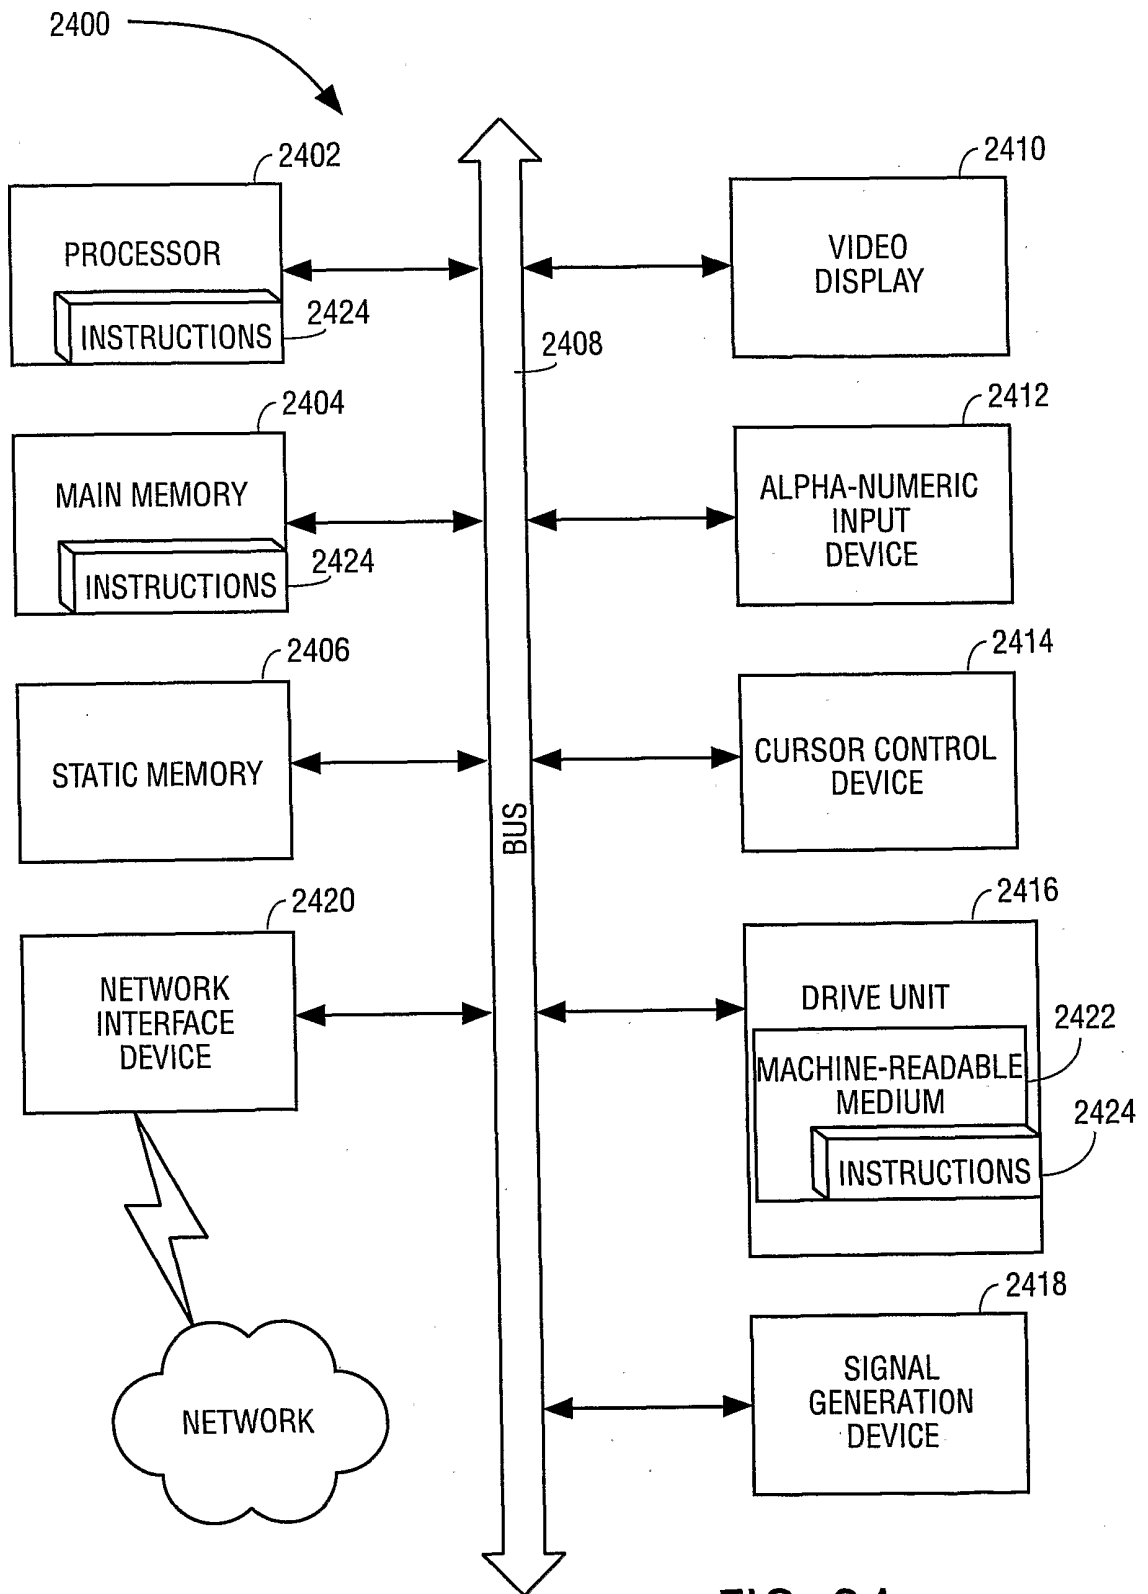 2400
2402
PROCESSOR
INSTRUCTIONS
2424
2404
MAIN MEMORY
INSTRUCTIONS
2424
2406
STATIC MEMORY
2420
NETWORK
INTERFACE
DEVICE
NETWORK
2408
BUS
2410
VIDEO
DISPLAY
2412
ALPHA-NUMERIC
INPUT
DEVICE
2414
CURSOR CONTROL
DEVICE
2416
DRIVE UNIT
2422
MACHINE-READABLE
MEDIUM
2424
INSTRUCTIONS
2418
SIGNAL
GENERATION
DEVICE